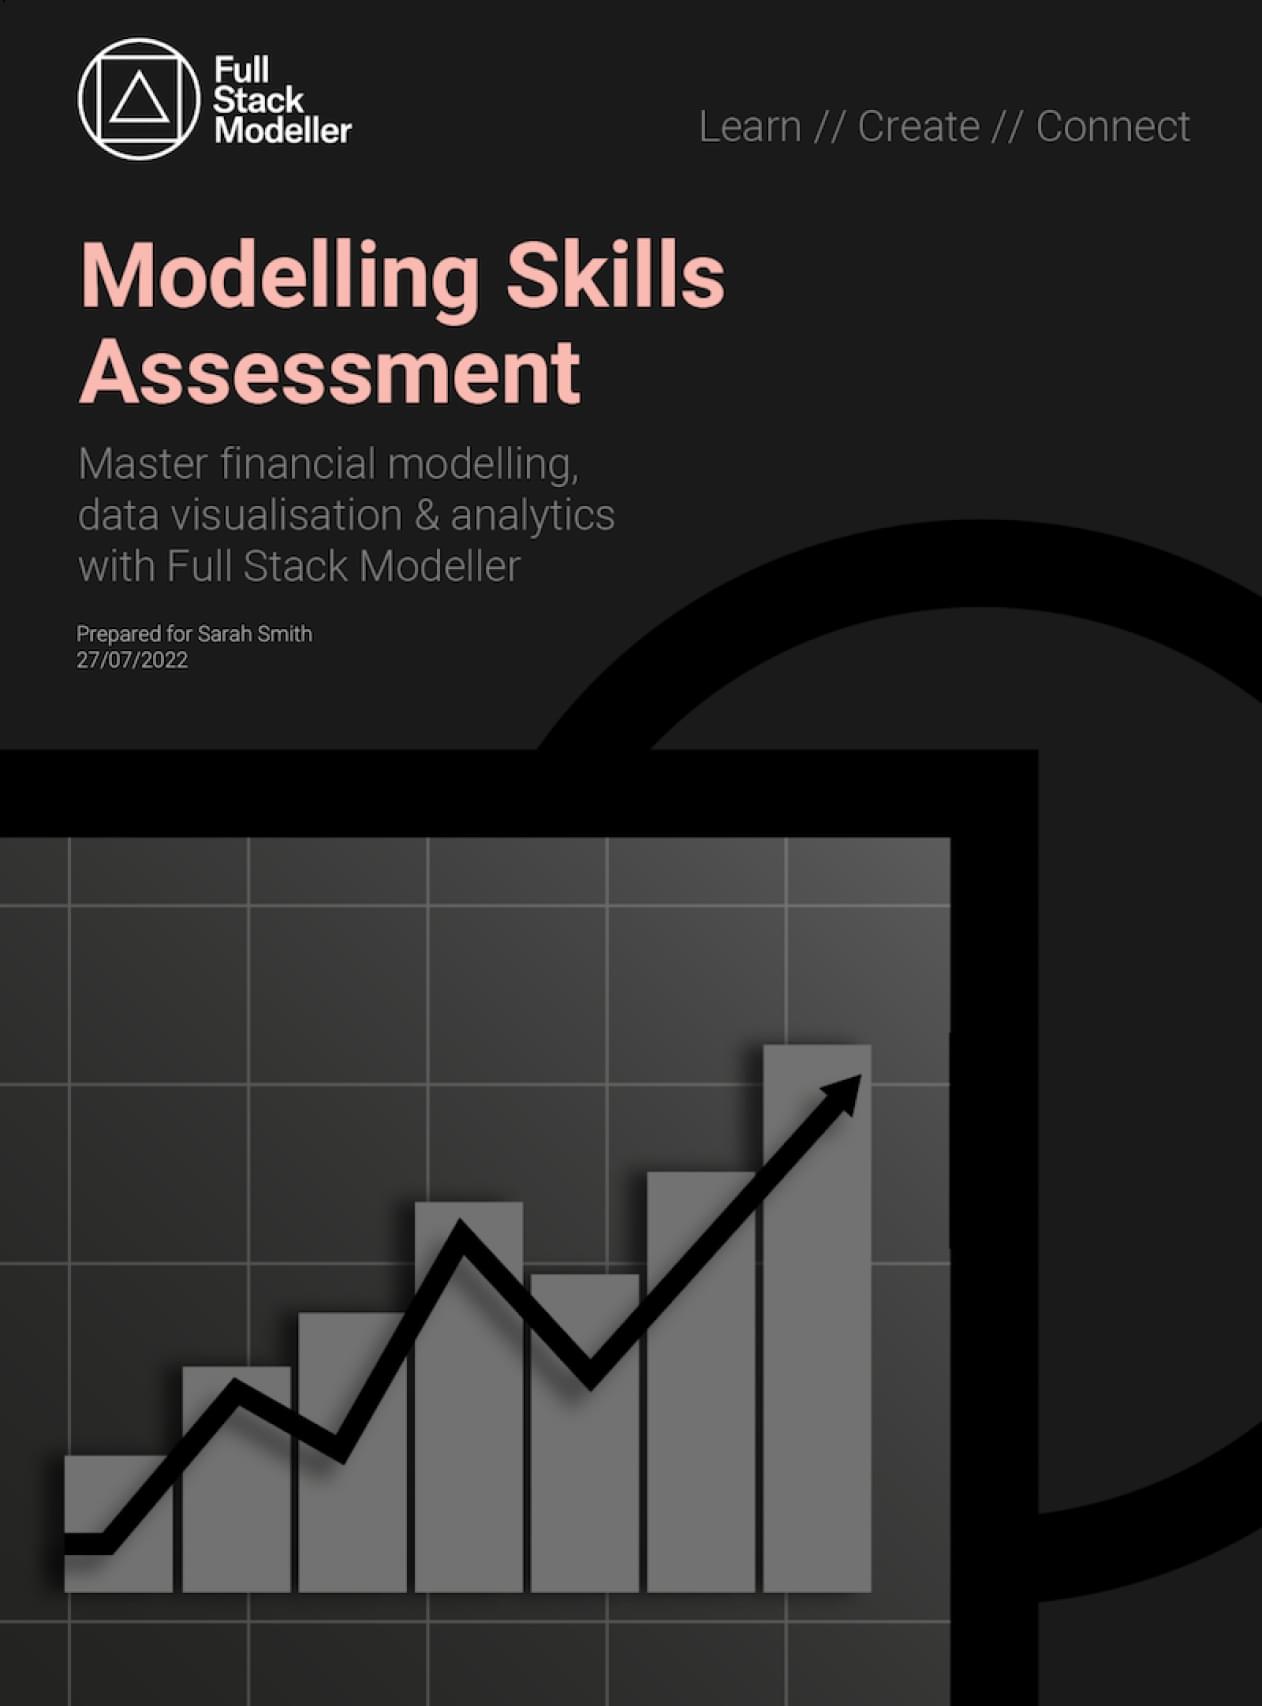 Full
Stack
Modeller
Learn // Create // Connect
Modelling Skills
Assessment
Master financial modelling,
data visualisation & analytics
with Full Stack Modeller
Prepared for Sarah Smith
27/07/2022